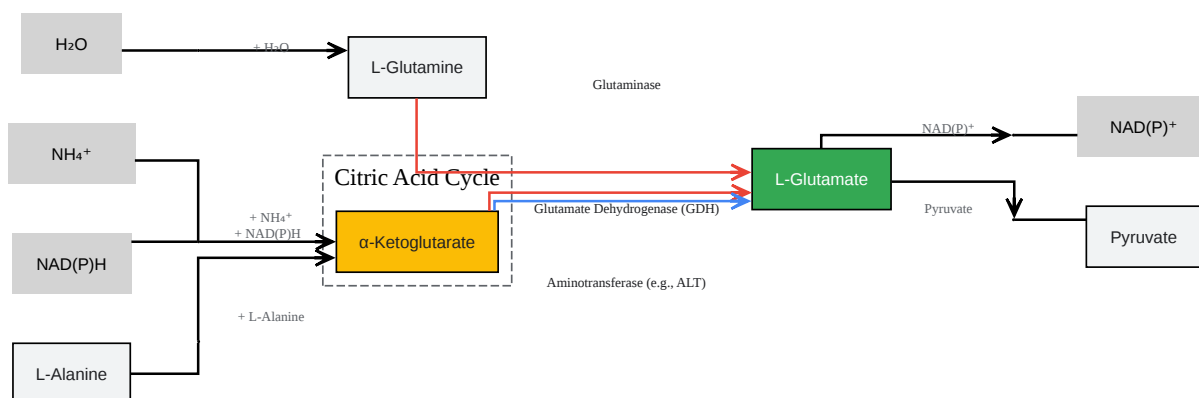 H₂O
+ H₂O
L-Glutamine
Glutaminase
NAD(P)⁺
NAD(P)⁺
NH₄⁺
Citric Acid Cycle
L-Glutamate
+ NH₄⁺
+ NAD(P)H
Glutamate Dehydrogenase (GDH)
Pyruvate
Pyruvate
α-Ketoglutarate
NAD(P)H
Aminotransferase (e.g., ALT)
+ L-Alanine
L-Alanine